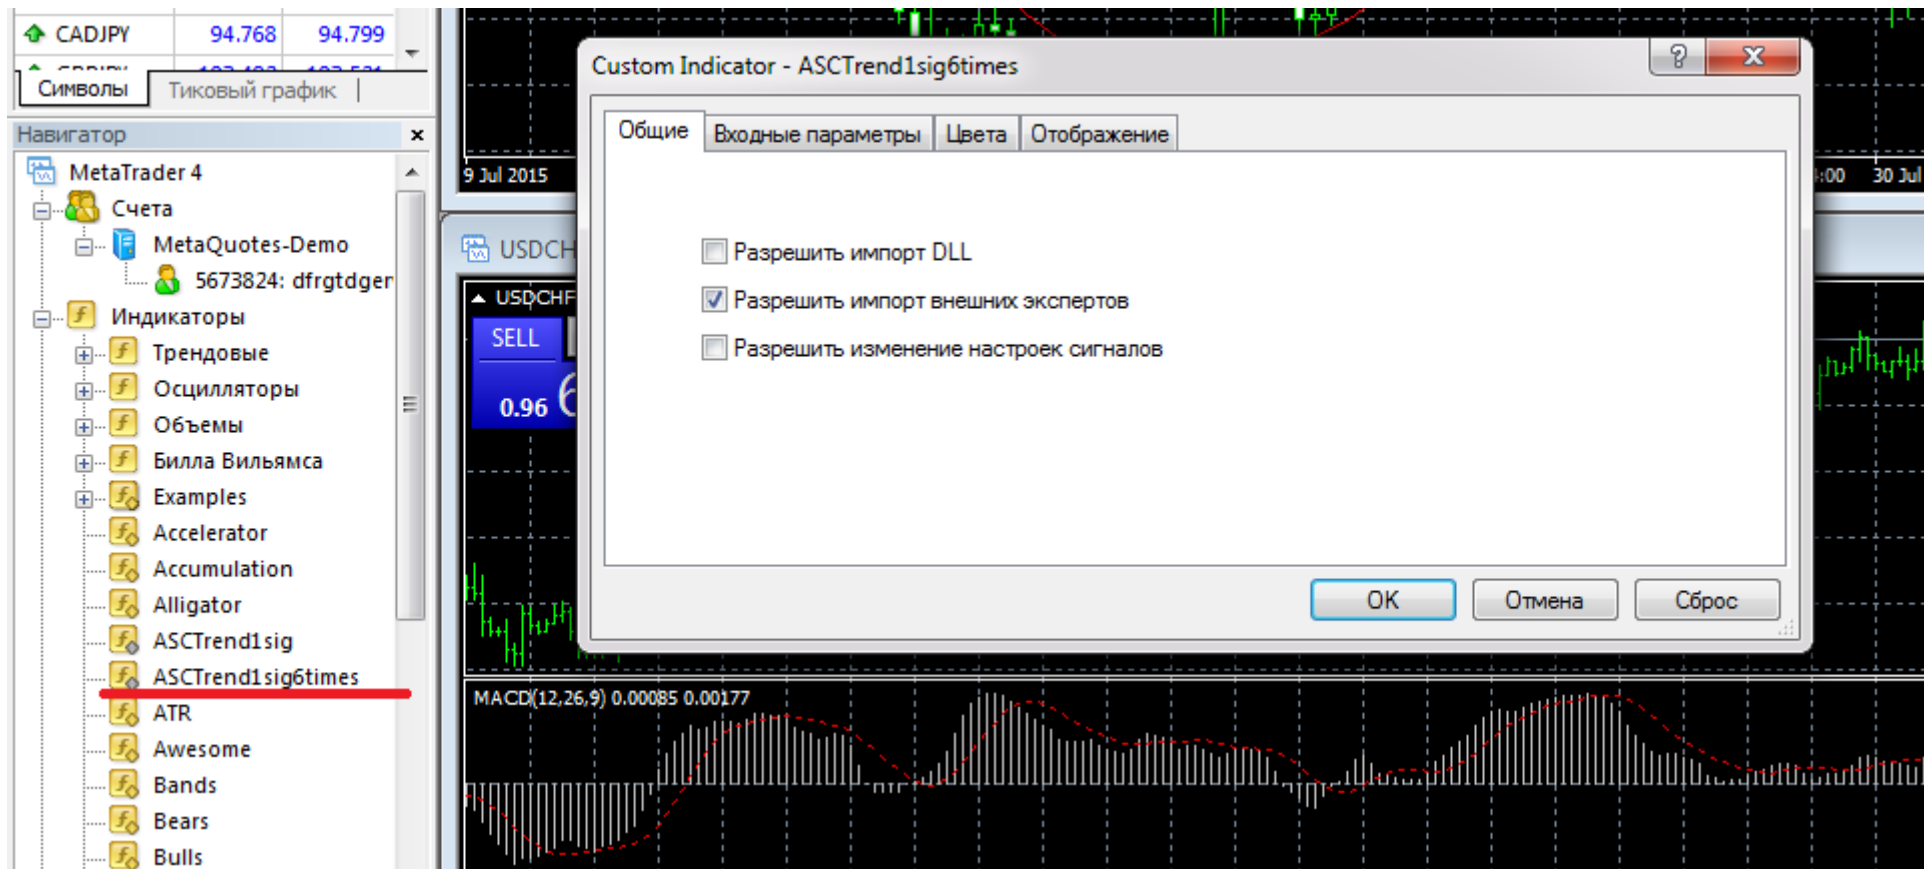 CADJPY 94.768 94.799
Символы Тиковый график
Навигатор
MetaTrader 4
Счета
MetaQuotes-Demo
5673824: dfrgtdger
Индикаторы
Трендовые
Осцилляторы
Объемы
Билла Вильямса
Examples
Accelerator
Accumulation
Alligator
ASCTrend1sig
ASCTrend1sig6times
ATR
Awesome
Bands
Bears
Bulls
9 Jul 2015
:00 30 Jul
USDCH
USDCHF
SELL
0.96 6
Custom Indicator - ASCTrend1sig6times
Общие Входные параметры Цвета Отображение
Разрешить импорт DLL
Разрешить импорт внешних экспертов
Разрешить изменение настроек сигналов
OK Отмена Сброс
MACD(12,26,9) 0.00085 0.00177